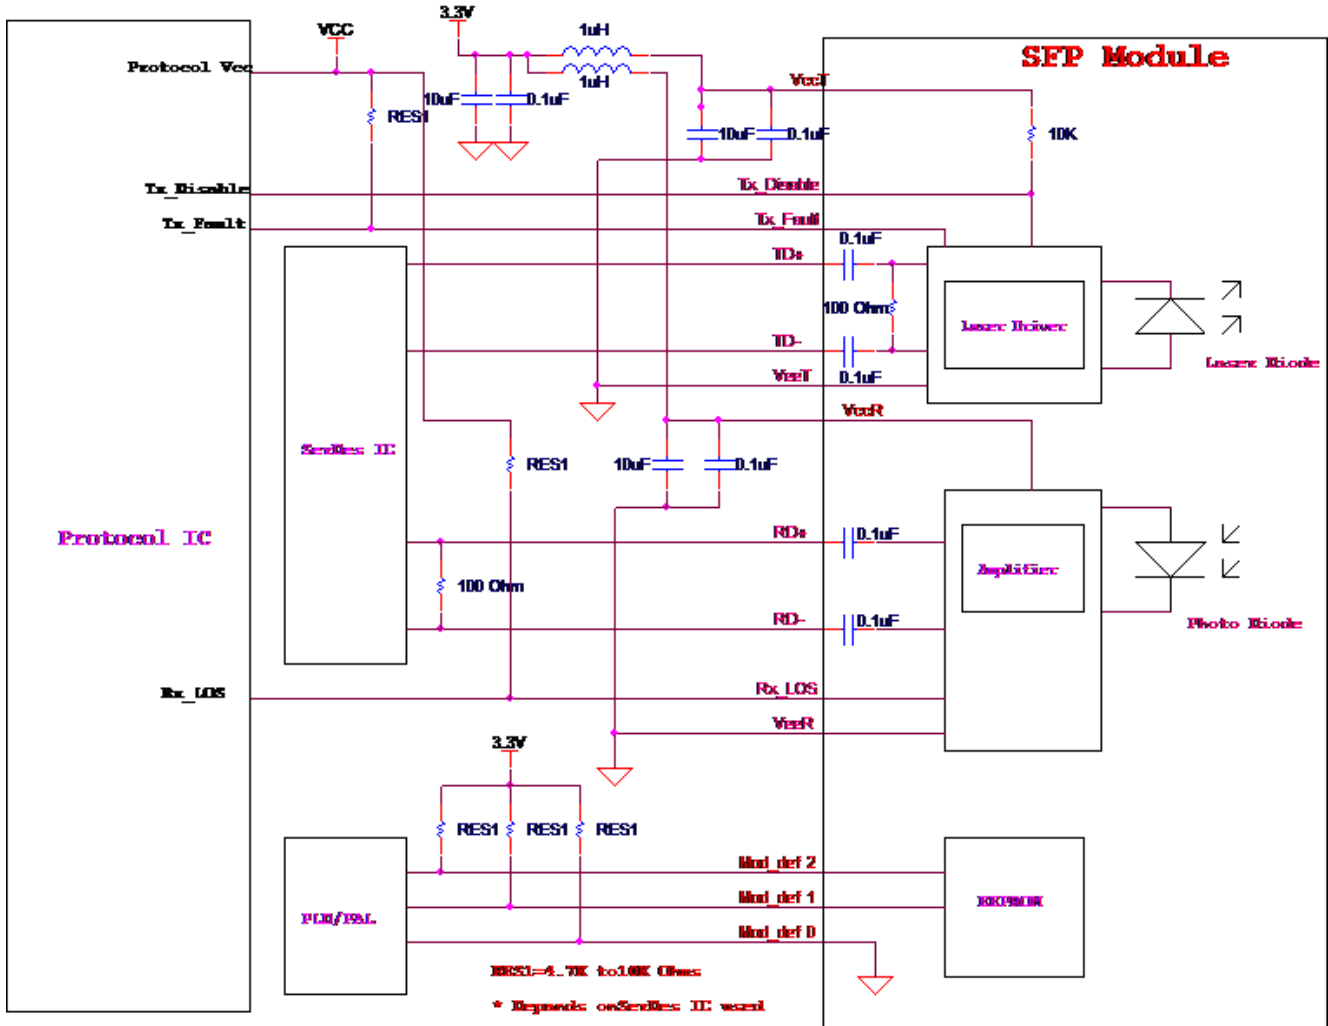 3.3V
VCC
1uH
SFP Module
Protocol Vcc
1uH
VccT
10uF
0.1uF
RES1
10uF
0.1uF
10K
Tx_Disable
Tx_Disable
Tx_Fault
Tx_Fault
0.1uF
TD+
100 Ohm
Laser Driver
TD-
Laser Diode
VeeT
0.1uF
VccR
SerDes IC
RES1
10uF
0.1uF
Protocol IC
RD+
0.1uF
Amplifier
100 Ohm
RD-
0.1uF
Photo Diode
Rx_LOS
Rx_LOS
VeeR
3.3V
RES1
RES1
RES1
Mod_def 2
Mod_def 1
EEPROM
PLD/PAL
Mod_def 0
RES1=4.7K to10K Ohms
* Depends onSerDes IC used